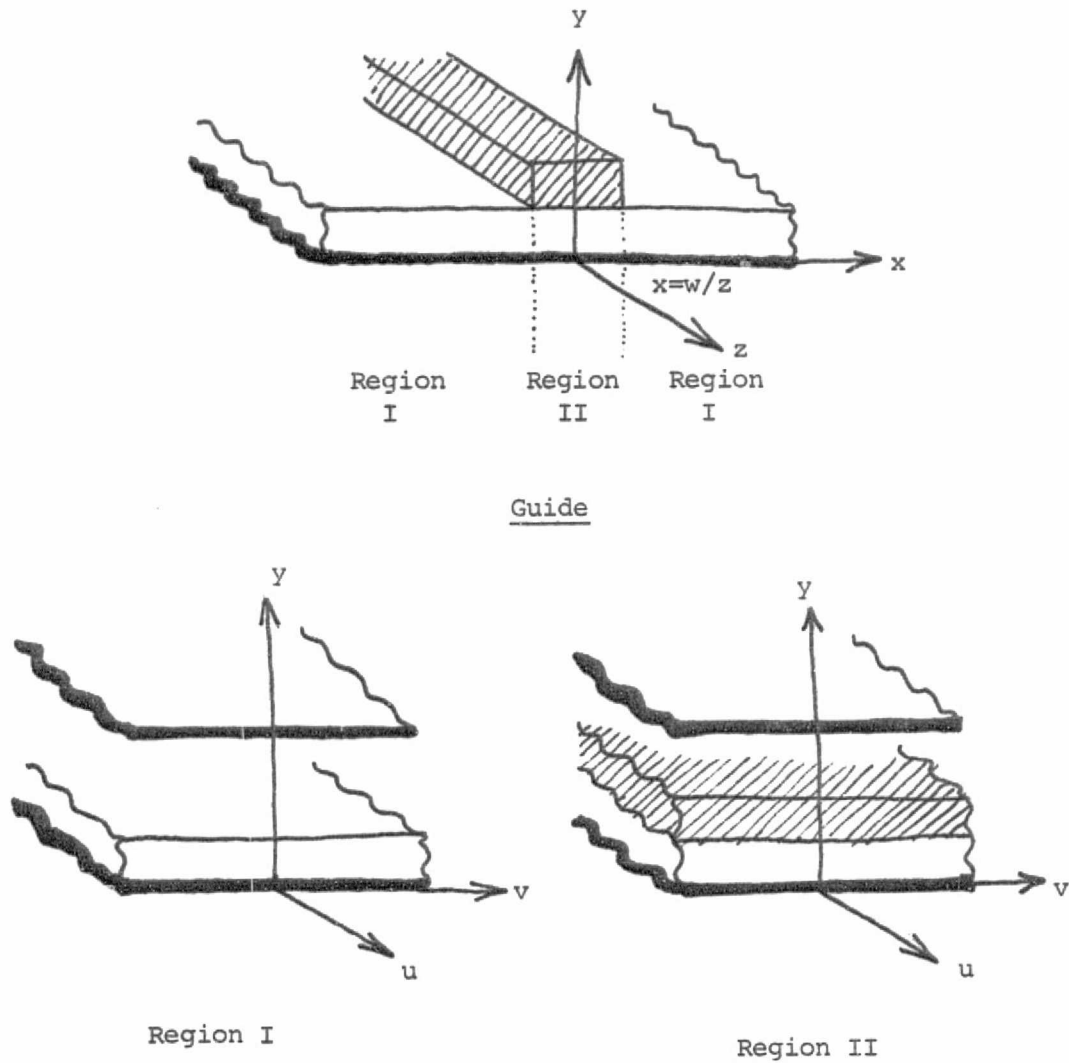 y
x
x=w/z
z
Region Region Region
I II I
Guide
y y
v v
u u
Region I Region II